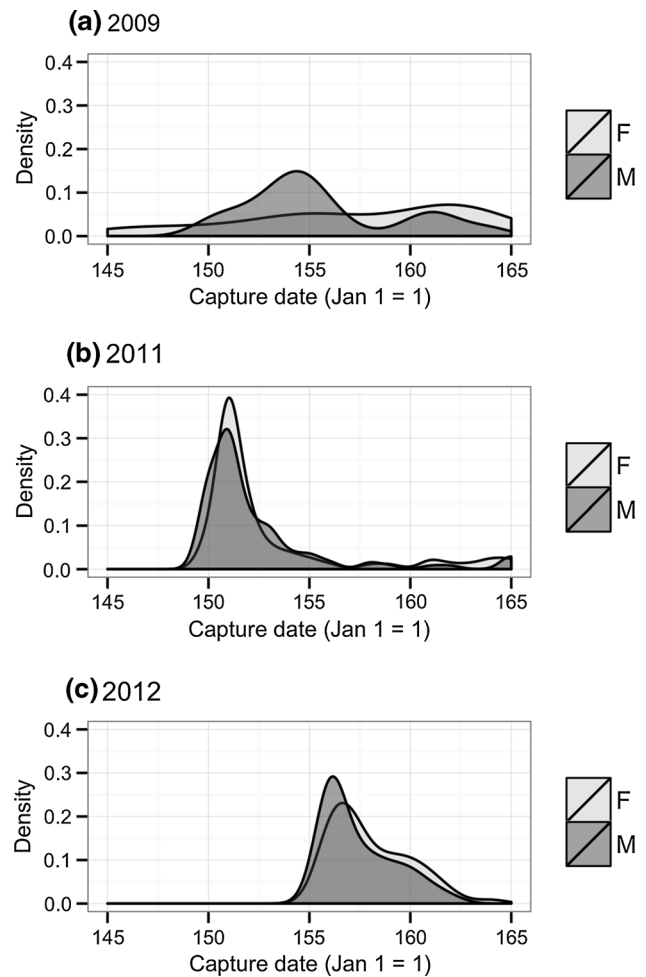 (a) 2009
0.4
0.3
0.2
0.1
0.0
Density
145 150 155 160 165
Capture date (Jan 1 = 1)
F
M
(b) 2011
0.4
0.3
0.2
0.1
0.0
Density
145 150 155 160 165
Capture date (Jan 1 = 1)
F
M
(c) 2012
0.4
0.3
0.2
0.1
0.0
Density
145 150 155 160 165
Capture date (Jan 1 = 1)
F
M